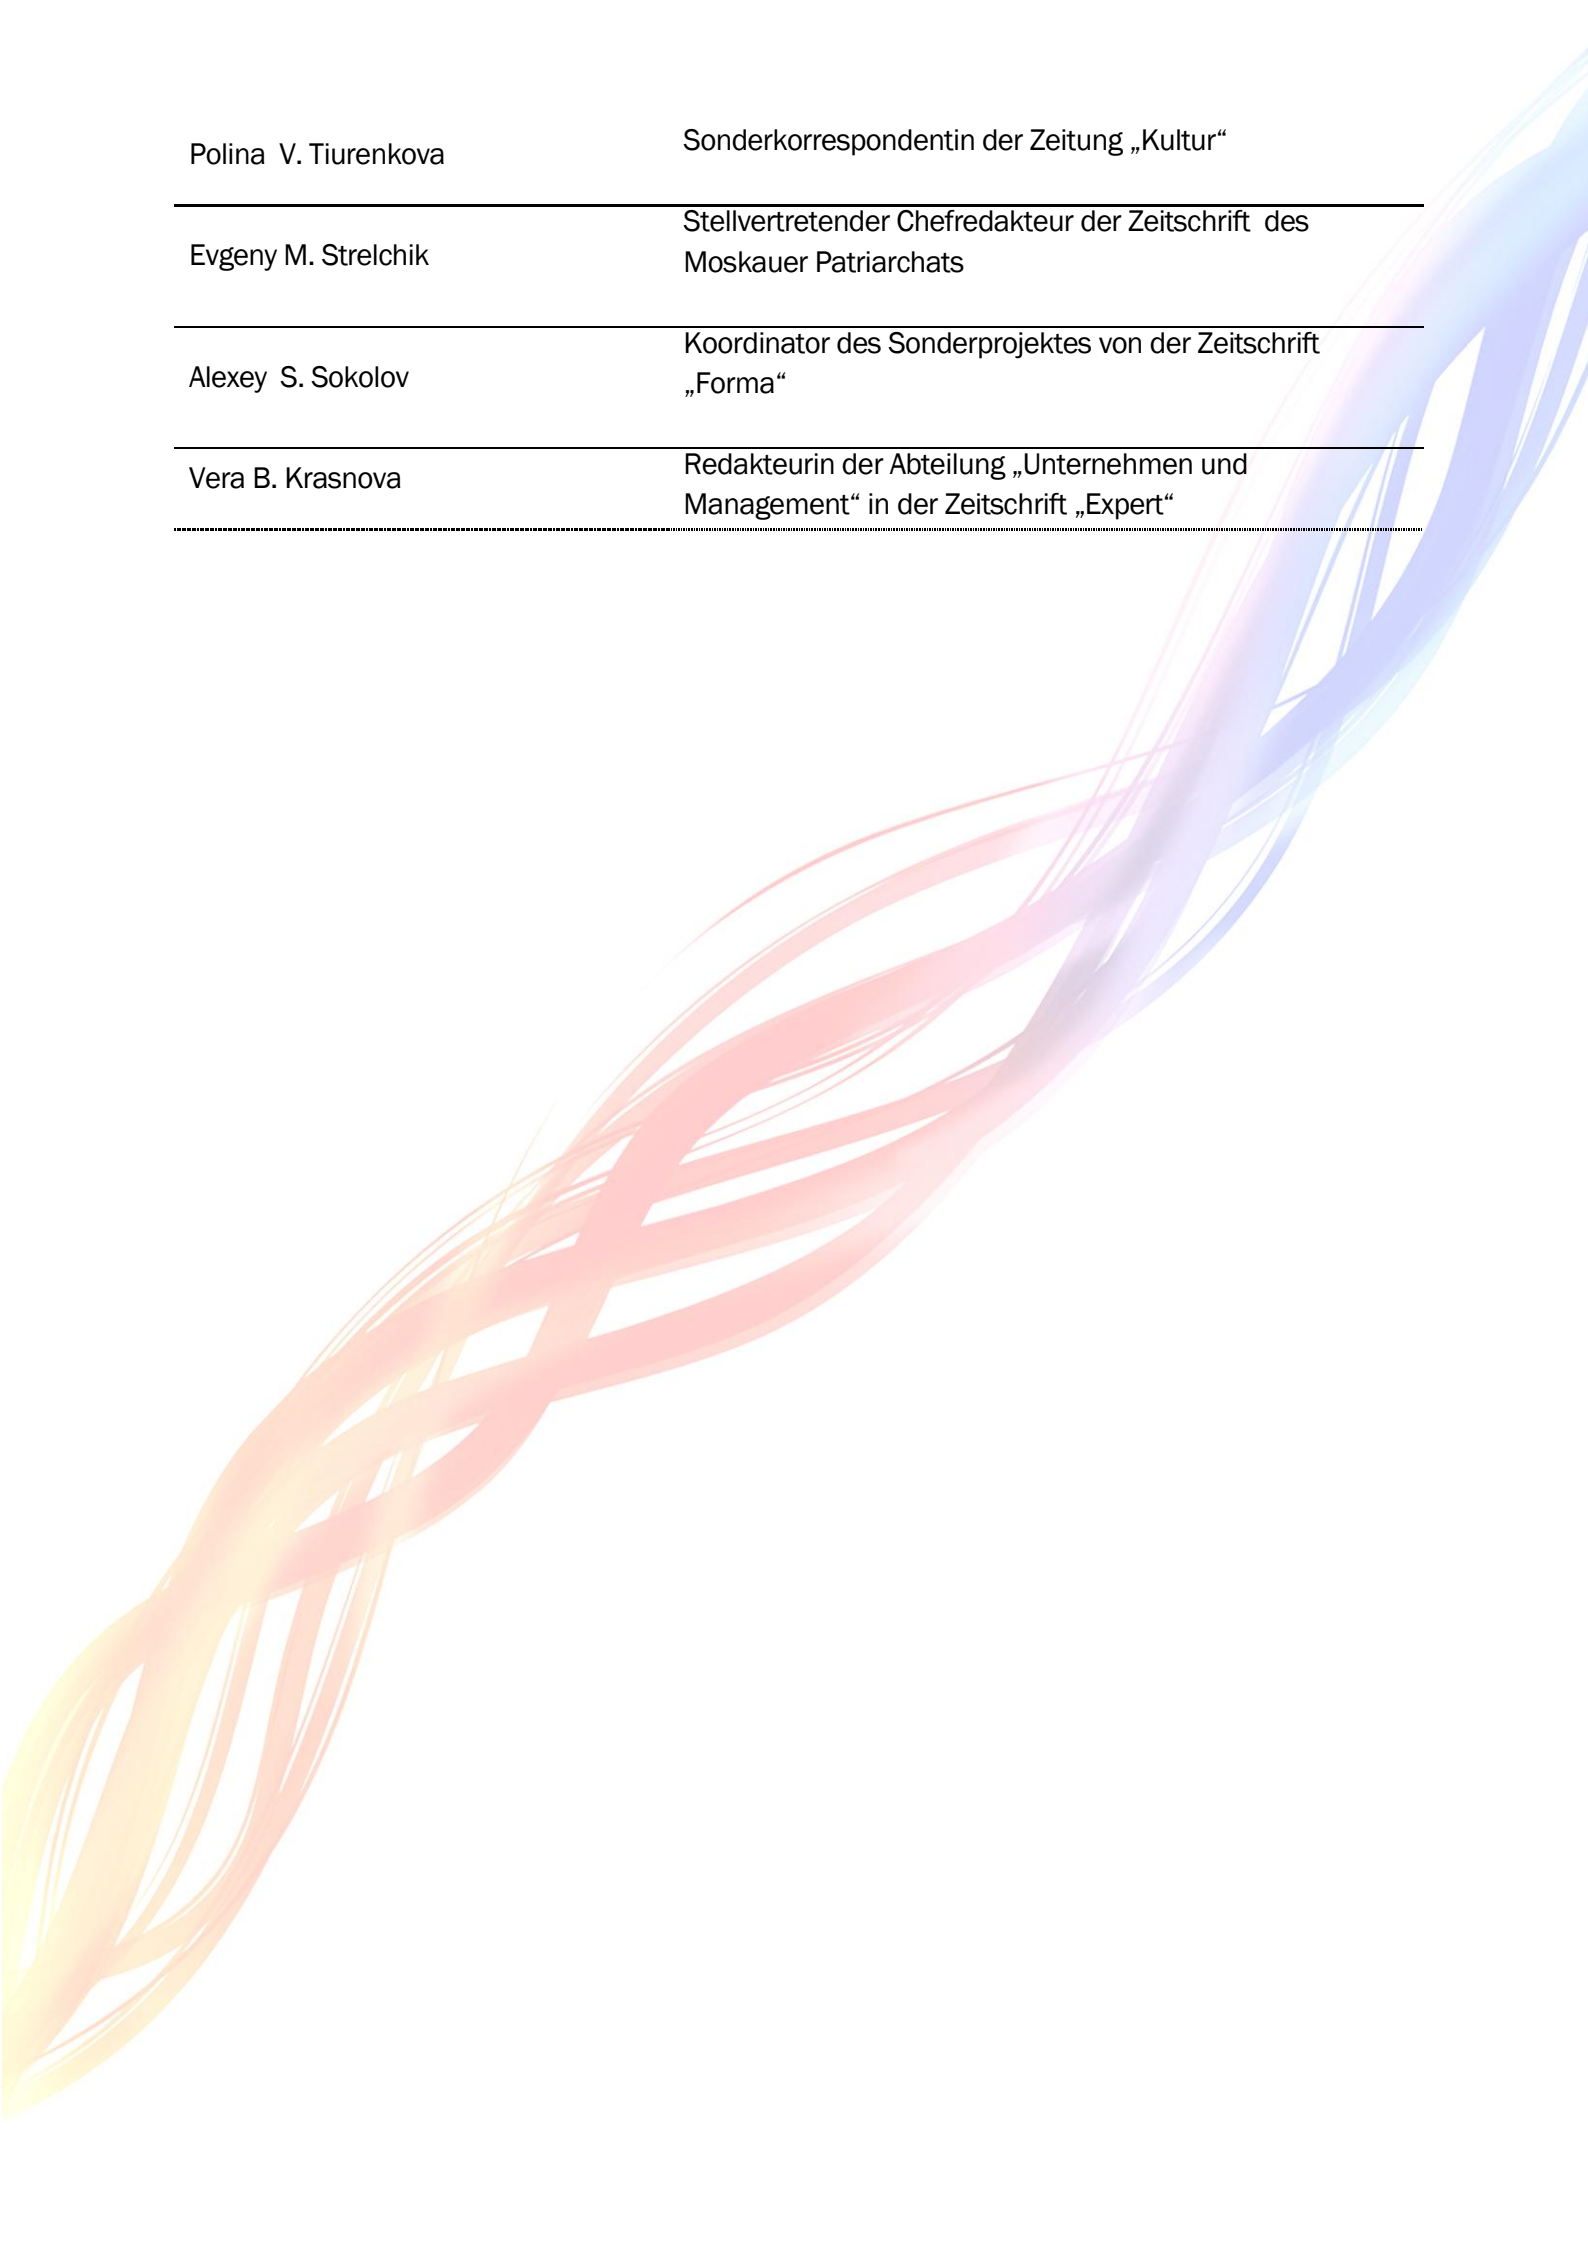 Polina V. Tiurenkova
Sonderkorrespondentin der Zeitung „Kultur“
Evgeny M. Strelchik
Stellvertretender Chefredakteur der Zeitschrift des
Moskauer Patriarchats
Alexey S. Sokolov
Koordinator des Sonderprojektes von der Zeitschrift
„Forma“
Vera B. Krasnova
Redakteurin der Abteilung „Unternehmen und
Management“ in der Zeitschrift „Expert“